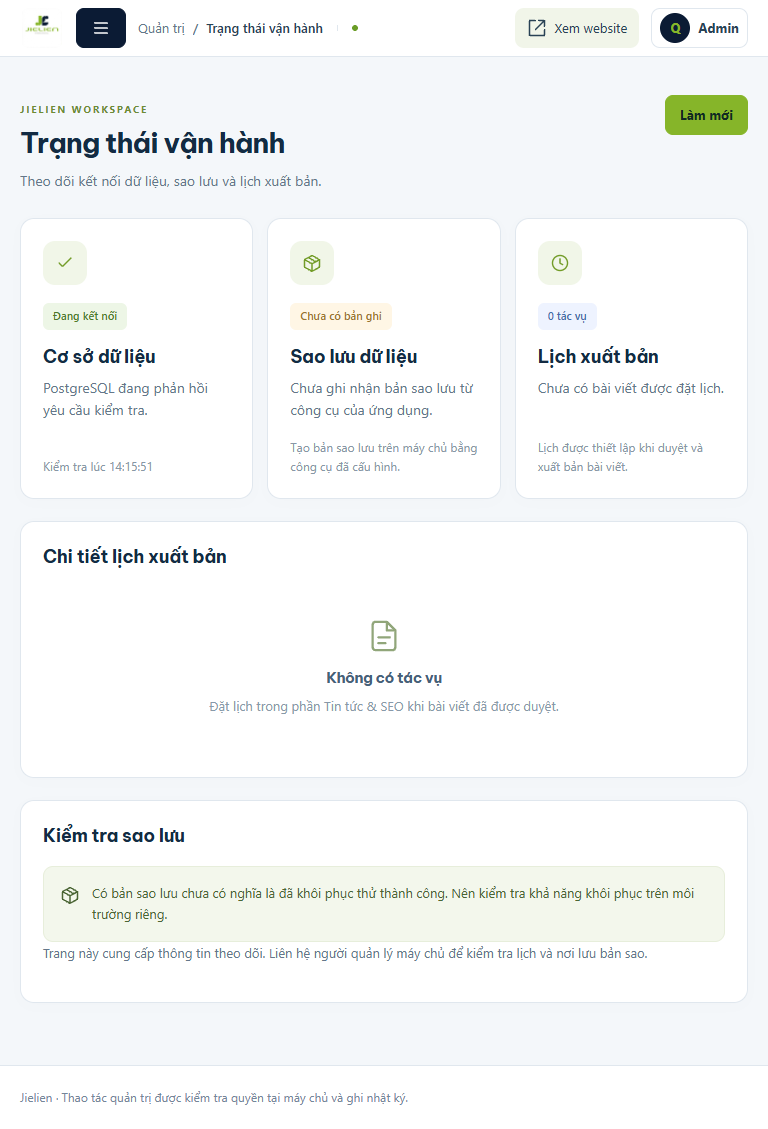 JC
JIELIEN
Quản trị / Trạng thái vận hành
Xem website
Q Admin
JIELIEN WORKSPACE
Làm mới
Trạng thái vận hành
Theo dõi kết nối dữ liệu, sao lưu và lịch xuất bản.
Đang kết nối
Cơ sở dữ liệu
PostgreSQL đang phản hồi
yêu cầu kiểm tra.
Kiểm tra lúc 14:15:51
Chưa có bản ghi
Sao lưu dữ liệu
Chưa ghi nhận bản sao lưu từ
công cụ của ứng dụng.
Tạo bản sao lưu trên máy chủ bằng
công cụ đã cấu hình.
0 tác vụ
Lịch xuất bản
Chưa có bài viết được đặt lịch.
Lịch được thiết lập khi duyệt và
xuất bản bài viết.
Chi tiết lịch xuất bản
Không có tác vụ
Đặt lịch trong phần Tin tức & SEO khi bài viết đã được duyệt.
Kiểm tra sao lưu
Có bản sao lưu chưa có nghĩa là đã khôi phục thử thành công. Nên kiểm tra khả năng khôi phục trên môi
trường riêng.
Trang này cung cấp thông tin theo dõi. Liên hệ người quản lý máy chủ để kiểm tra lịch và nơi lưu bản sao.
Jielien · Thao tác quản trị được kiểm tra quyền tại máy chủ và ghi nhật ký.